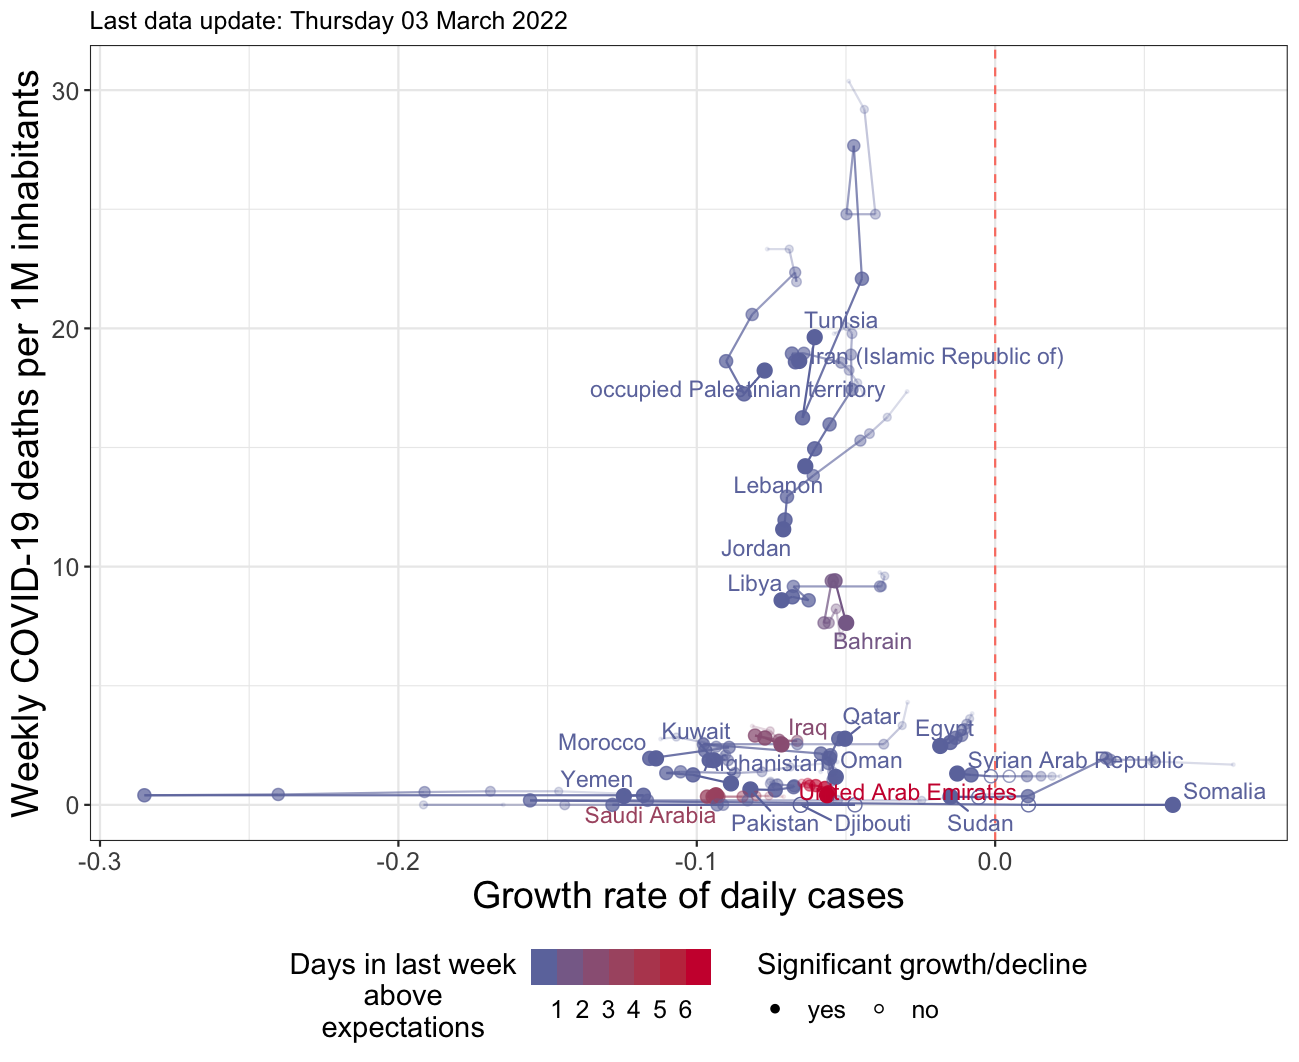 Last data update: Thursday 03 March 2022
Weekly COVID-19 deaths per 1M inhabitants
30
20
10
0
Tunisia
Iran (Islamic Republic of)
occupied Palestinian territory
Lebanon
Jordan
Libya
Bahrain
Qatar
Iraq
Egypt
Kuwait
Morocco
Afghanistan
Oman
Syrian Arab Republic
Yemen
United Arab Emirates
Somalia
Saudi Arabia
Pakistan
Djibouti
Sudan
-0.3 -0.2 -0.1 0.0
Growth rate of daily cases
Days in last week
above
expectations
1 2 3 4 5 6
Significant growth/decline
yes no